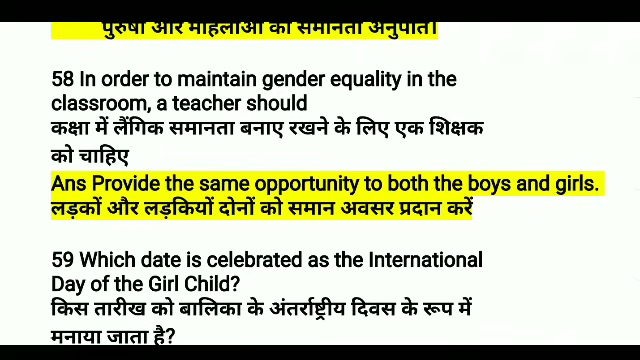 पुरुषों और महिलाओं की समानता अनुपात।
58 In order to maintain gender equality in the
classroom, a teacher should
कक्षा में लैंगिक समानता बनाए रखने के लिए एक शिक्षक
को चाहिए
Ans Provide the same opportunity to both the boys and girls.
लड़कों और लड़कियों दोनों को समान अवसर प्रदान करें
59 Which date is celebrated as the International
Day of the Girl Child?
किस तारीख को बालिका के अंतर्राष्ट्रीय दिवस के रूप में
मनाया जाता है?